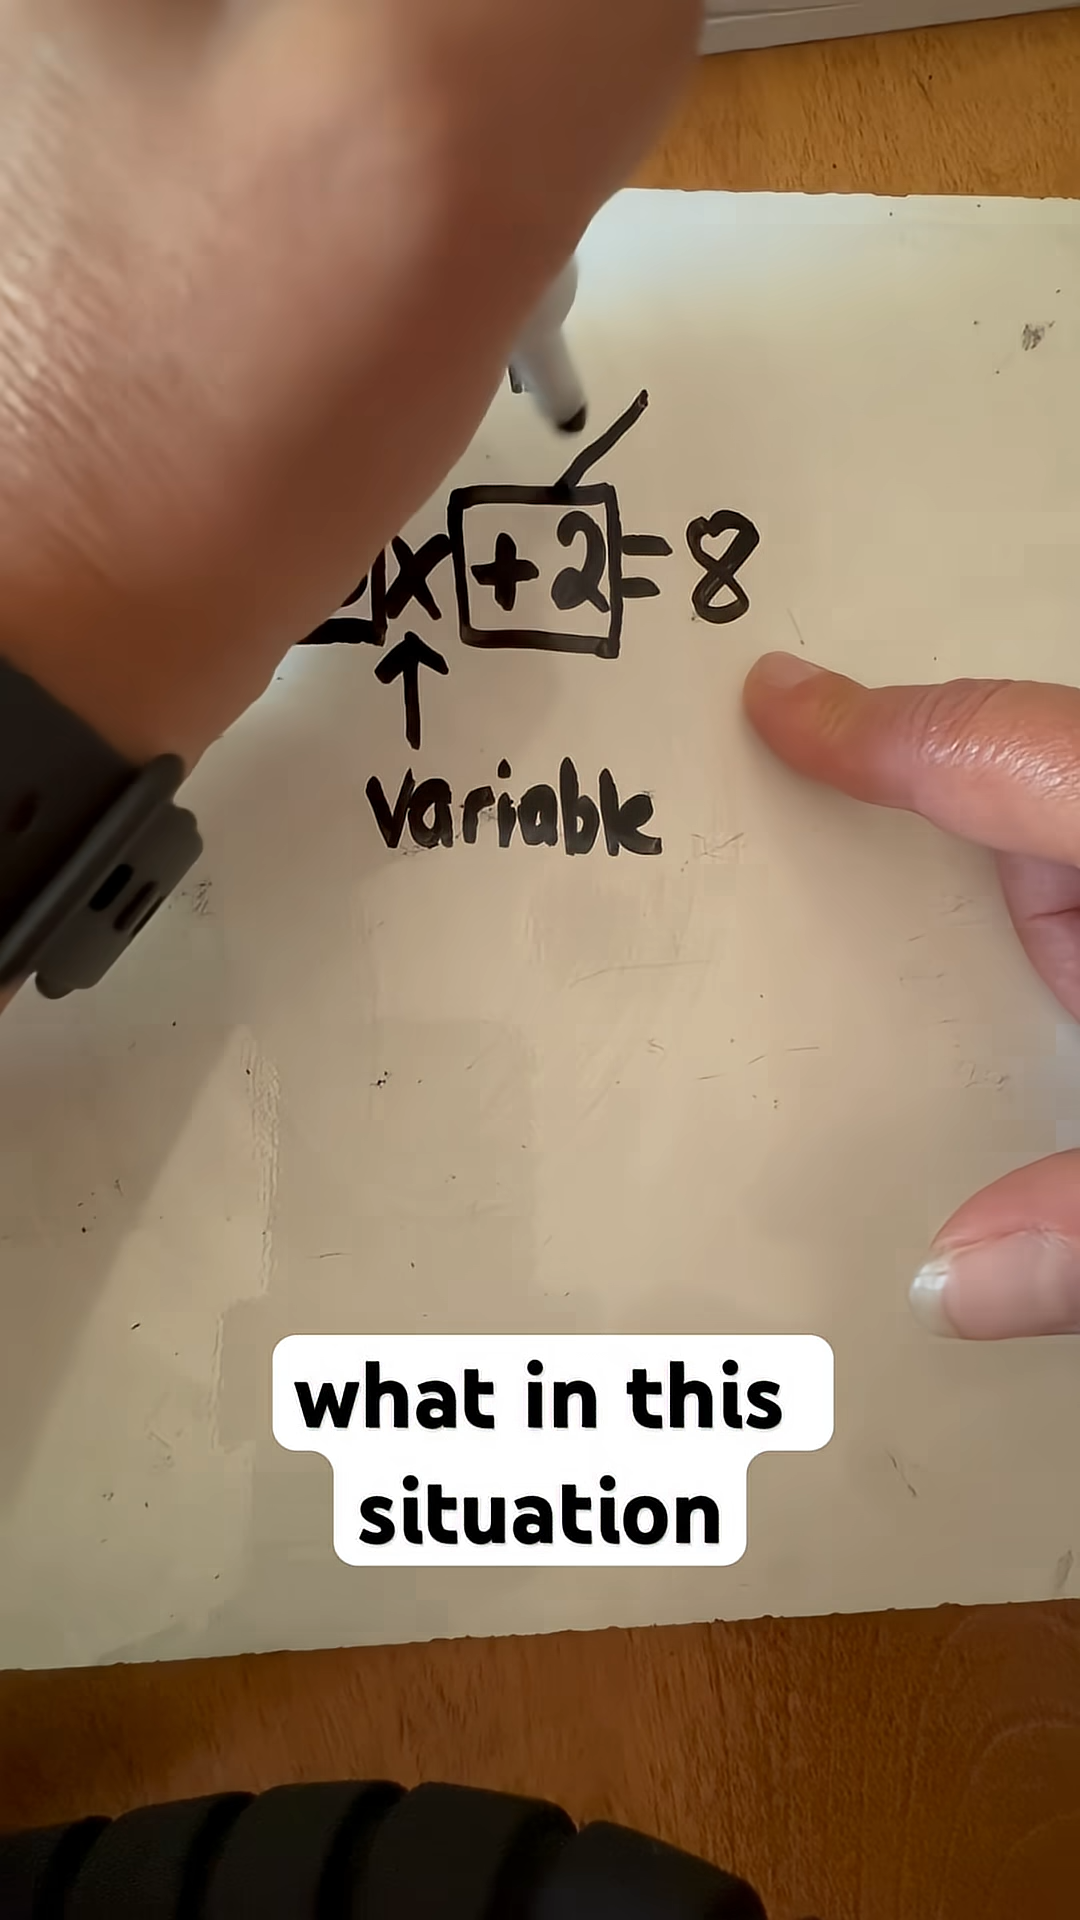 x + 2 = 8
variable
what in this
situation